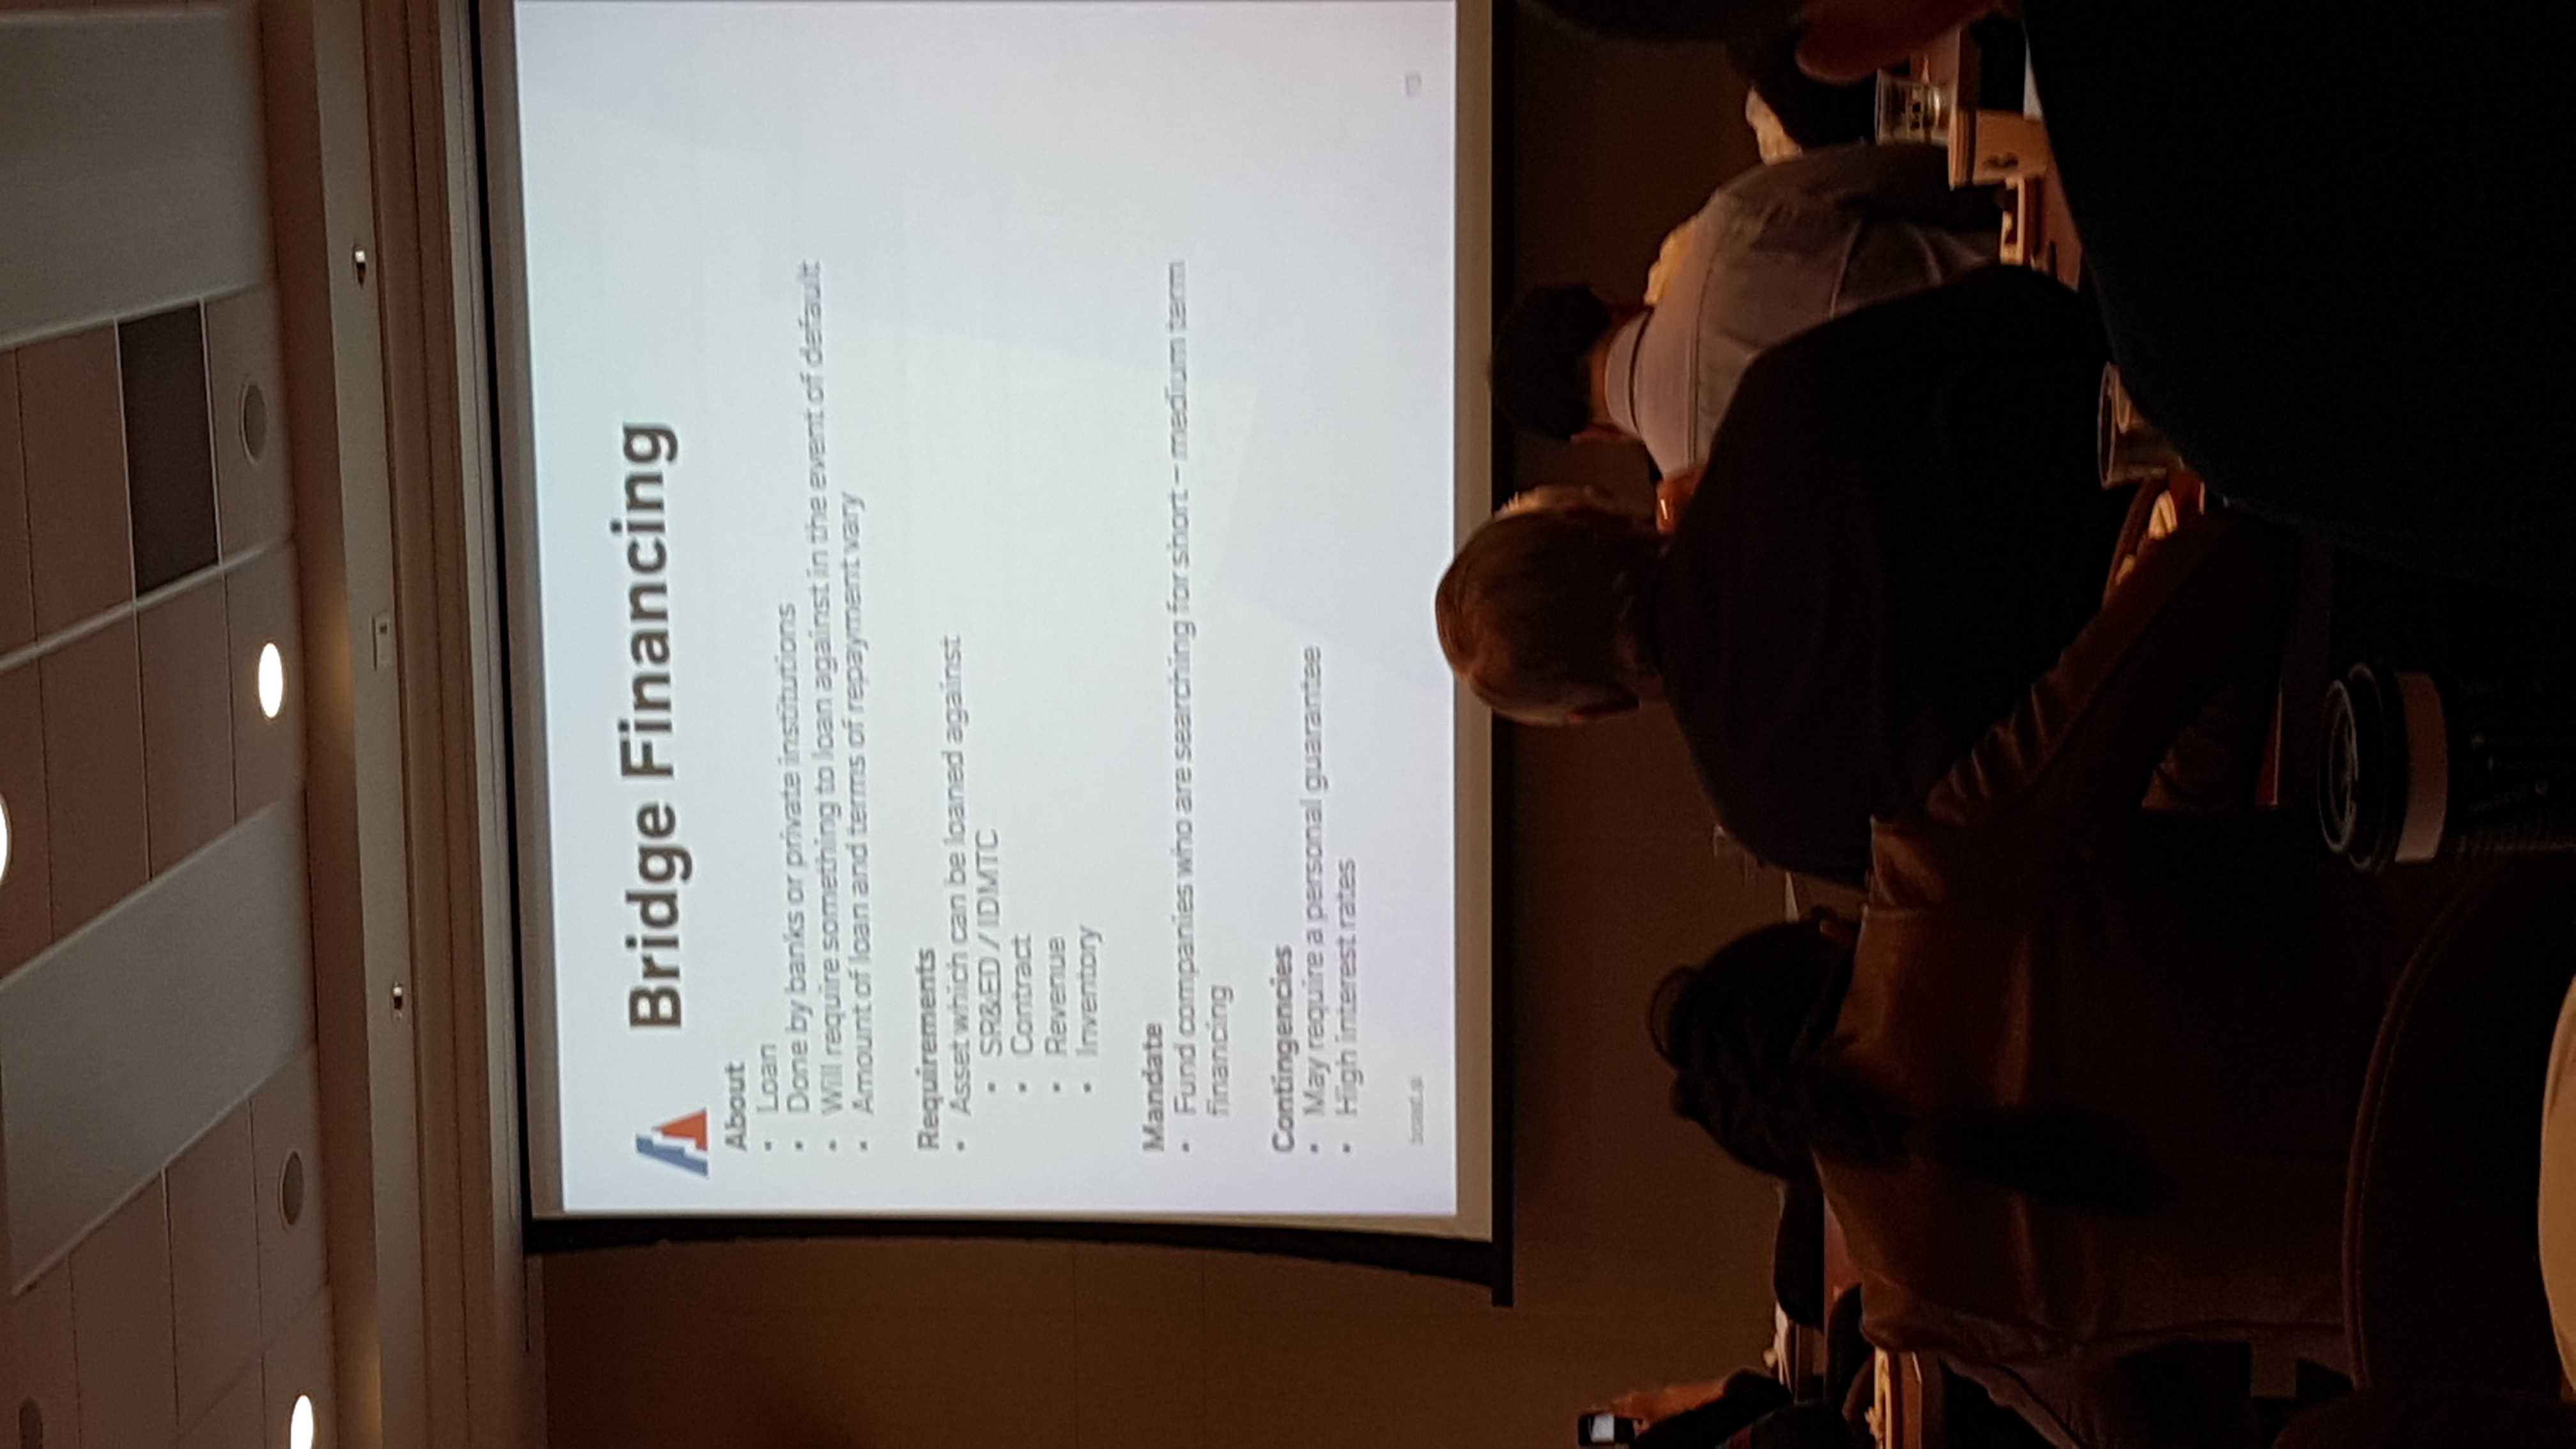 Bridge Financing
About
• Loan
• Done by banks or private institutions
• Will require something to loan against in the event of default
• Amount of loan and terms of repayment vary
Requirements
• Asset which can be loaned against
• SR&ED / IDMTC
• Contract
• Revenue
• Inventory
Mandate
• Fund companies who are searching for short – medium term
financing
Contingencies
• May require a personal guarantee
• High interest rates